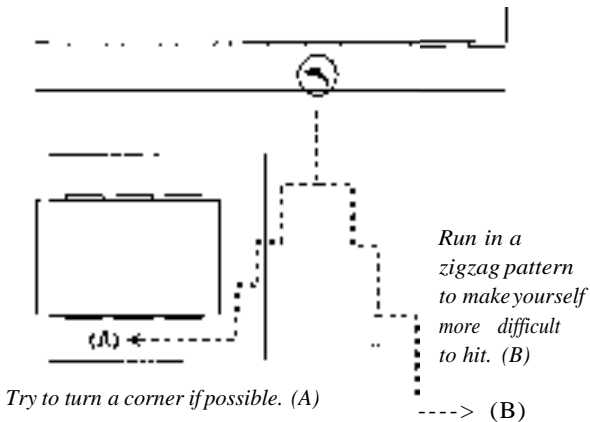 Run in a
zigzag pattern
to make yourself
more difficult
to hit. (B)
(A)
Try to turn a corner if possible. (A)
(B)